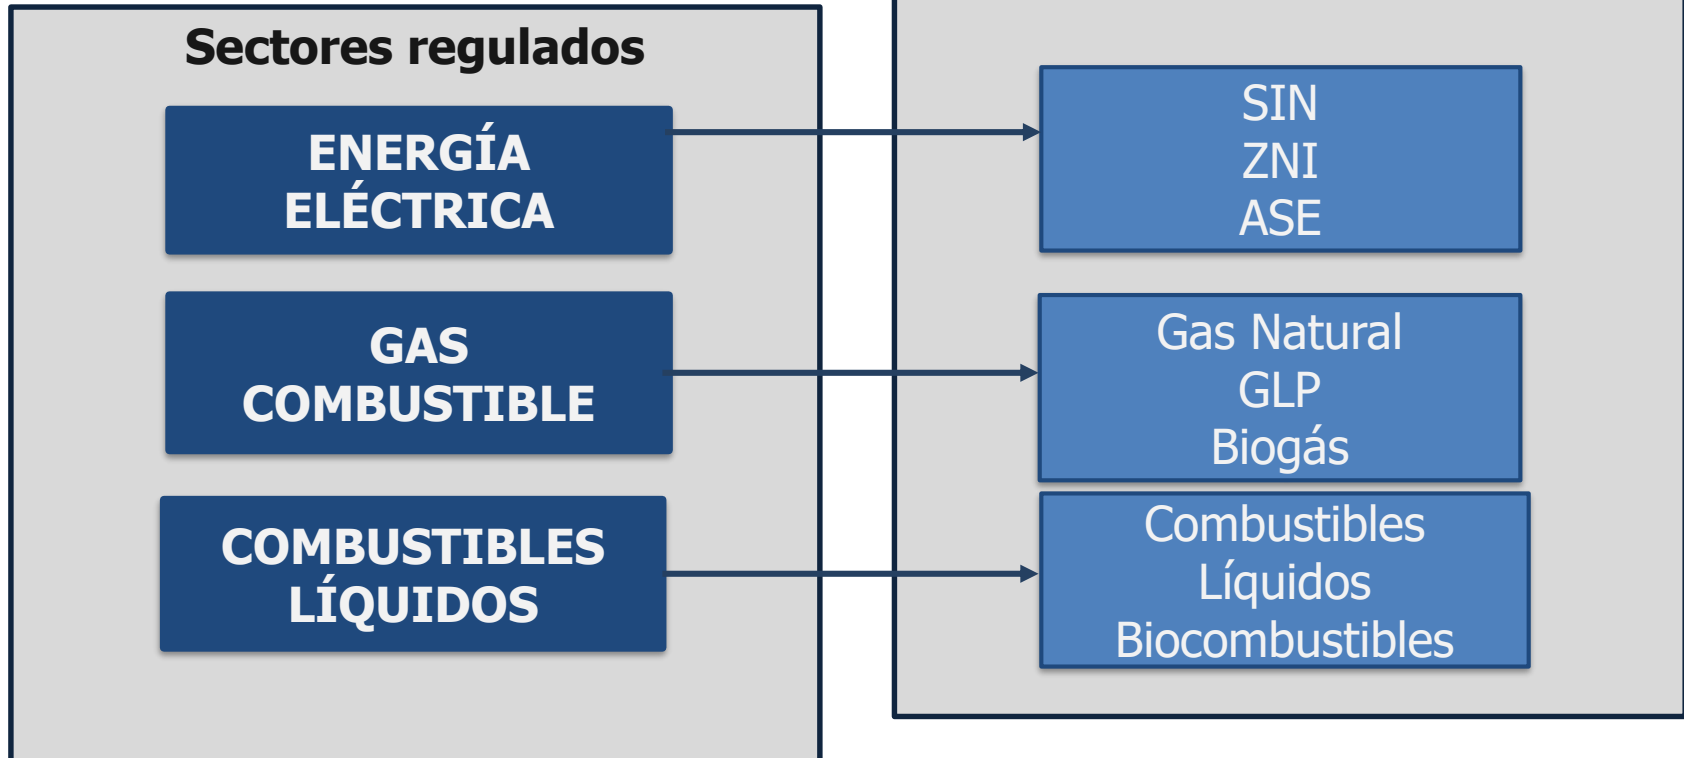 Sectores regulados
ENERGÍA
ELÉCTRICA
SIN
ZNI
ASE
GAS
COMBUSTIBLE
Gas Natural
GLP
Biogás
COMBUSTIBLES
LÍQUIDOS
Combustibles
Líquidos
Biocombustibles